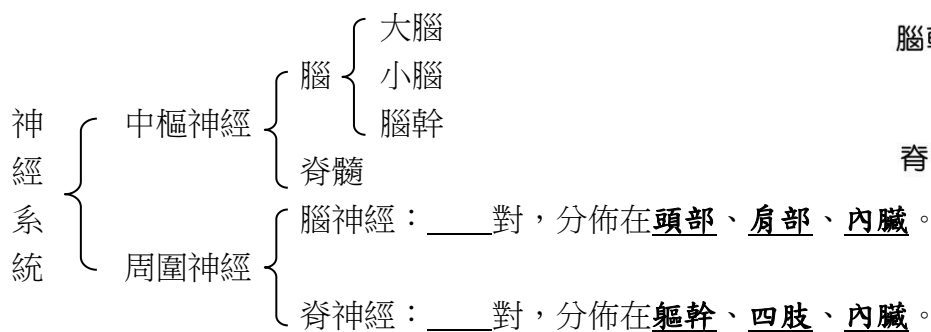 大腦
腦 小腦
神 中樞神經 腦幹
經 脊髓
系 腦神經：____對，分佈在頭部、肩部、內臟。
統 周圍神經
脊神經：____對，分佈在軀幹、四肢、內臟。
腦
脊